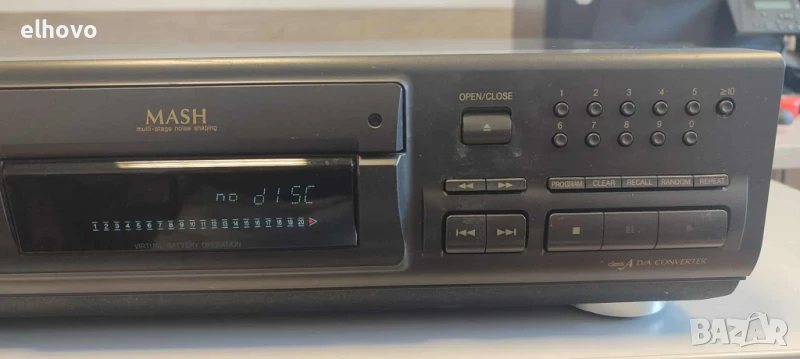 elhovo
MASH
multi-stage noise shaping
OPEN/CLOSE
1 2 3 4 5 ≥10
6 7 8 9 0
no dISC
1 2 3 4 5 6 7 8 9 10 11 12 13 14 15 16 17 18 19 20
VIRTUAL BATTERY OPERATION
PROGRAM CLEAR RECALL RANDOM REPEAT
class A D/A CONVERTER
BAZAR